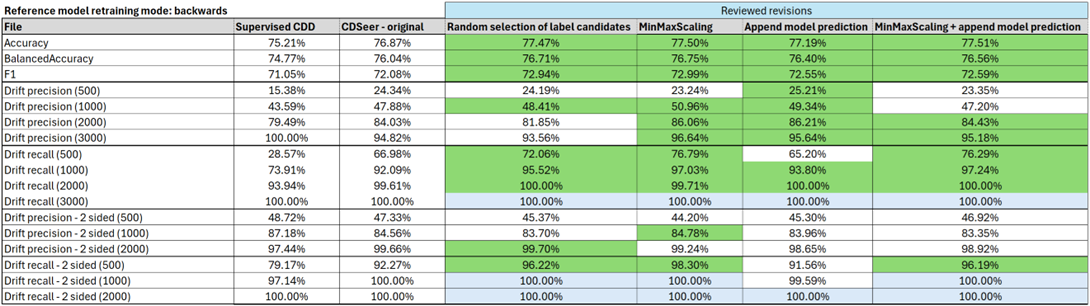 Reference model retraining mode: backwards Reviewed revisions
File Supervised CDD CDSeer - original Random selection of label candidates MinMaxScaling Append model prediction MinMaxScaling + append model prediction
Accuracy 75.21% 76.87% 77.47% 77.50% 77.19% 77.51%
BalancedAccuracy 74.77% 76.04% 76.71% 76.75% 76.40% 76.56%
F1 71.05% 72.08% 72.94% 72.99% 72.55% 72.59%
Drift precision (500) 15.38% 24.34% 24.19% 23.24% 25.21% 23.35%
Drift precision (1000) 43.59% 47.88% 48.41% 50.96% 49.34% 47.20%
Drift precision (2000) 79.49% 84.03% 81.85% 86.06% 86.21% 84.43%
Drift precision (3000) 100.00% 94.82% 93.56% 96.64% 95.64% 95.18%
Drift recall (500) 28.57% 66.98% 72.06% 76.79% 65.20% 76.29%
Drift recall (1000) 73.91% 92.09% 95.52% 97.03% 93.80% 97.24%
Drift recall (2000) 93.94% 99.61% 100.00% 99.71% 100.00% 100.00%
Drift recall (3000) 100.00% 100.00% 100.00% 100.00% 100.00% 100.00%
Drift precision - 2 sided (500) 48.72% 47.33% 45.37% 44.20% 45.30% 46.92%
Drift precision - 2 sided (1000) 87.18% 84.56% 83.70% 84.78% 83.96% 83.35%
Drift precision - 2 sided (2000) 97.44% 99.66% 99.70% 99.24% 98.65% 98.92%
Drift recall - 2 sided (500) 79.17% 92.27% 96.22% 98.30% 91.56% 96.19%
Drift recall - 2 sided (1000) 97.14% 100.00% 100.00% 100.00% 99.59% 100.00%
Drift recall - 2 sided (2000) 100.00% 100.00% 100.00% 100.00% 100.00% 100.00%